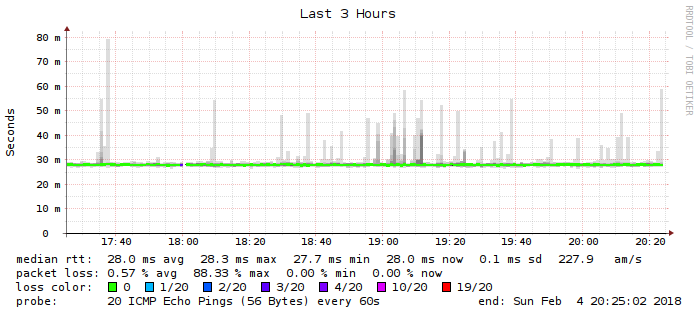 Last 3 Hours
RRDTOOL / TOBI OETIKER
Seconds
80 m
70 m
60 m
50 m
40 m
30 m
20 m
10 m
0
17:40 18:00 18:20 18:40 19:00 19:20 19:40 20:00 20:20
median rtt: 28.0 ms avg 28.3 ms max 27.7 ms min 28.0 ms now 0.1 ms sd 227.9 am/s
packet loss: 0.57 % avg 88.33 % max 0.00 % min 0.00 % now
loss color: 0 1/20 2/20 3/20 4/20 10/20 19/20
probe: 20 ICMP Echo Pings (56 Bytes) every 60s end: Sun Feb 4 20:25:02 2018